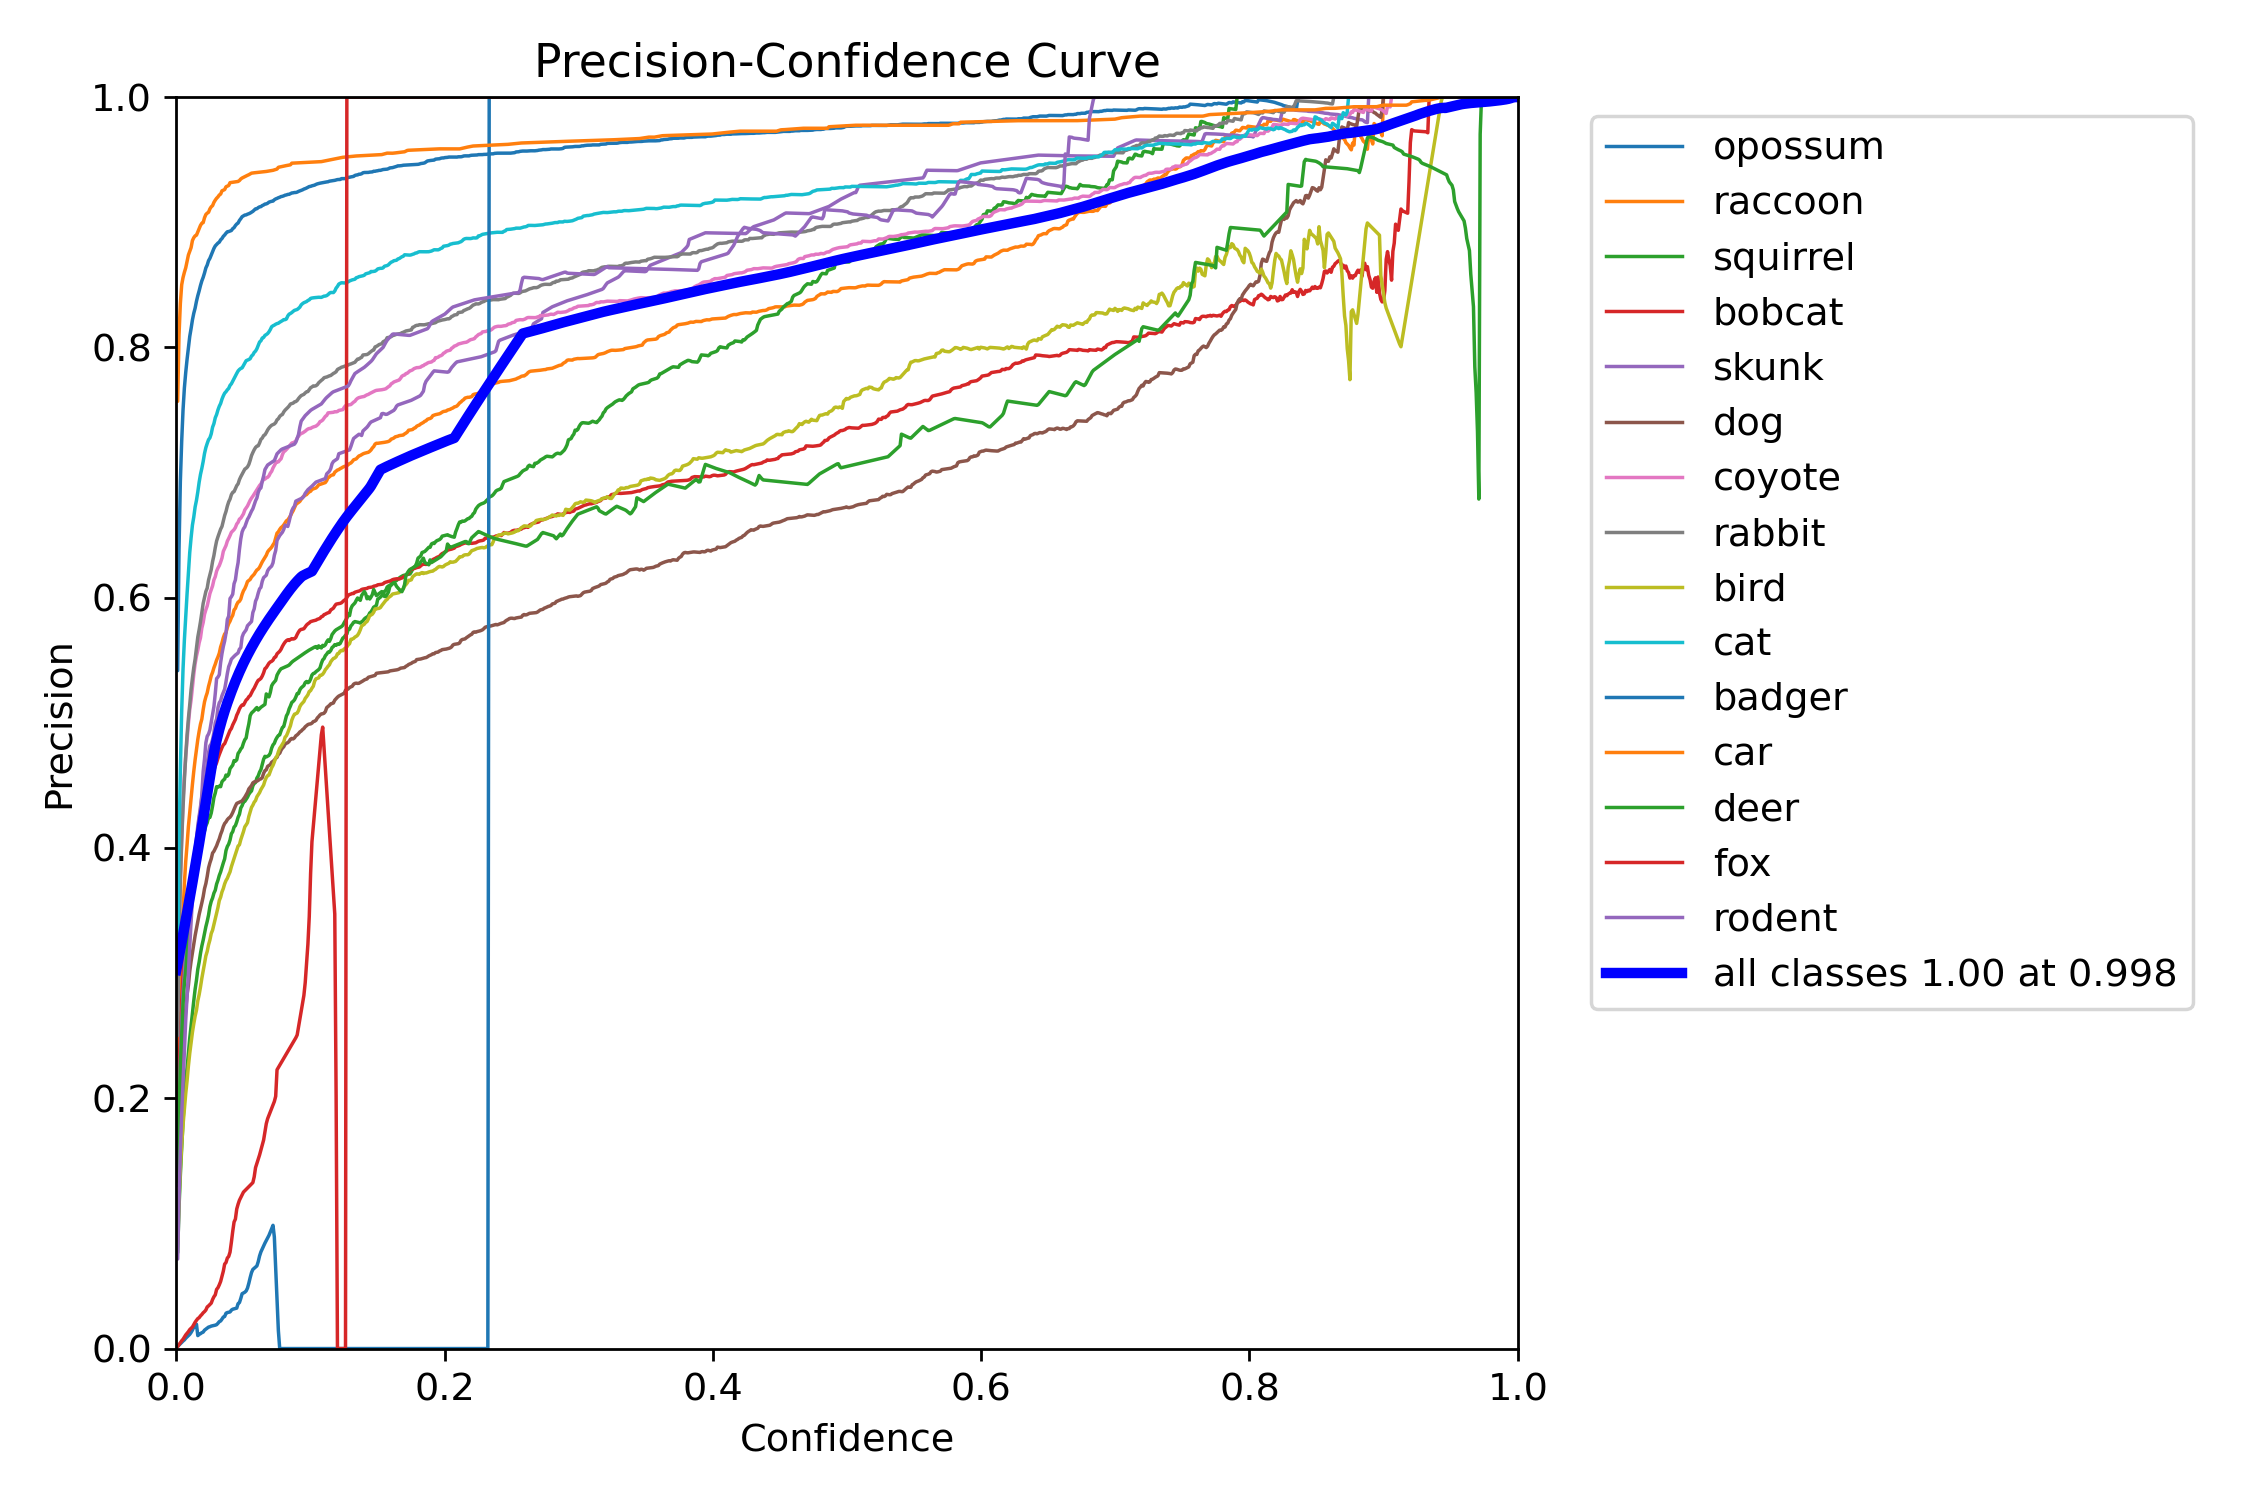 Precision-Confidence Curve
1.0
0.8
0.6
0.4
0.2
0.0
Precision
0.0 0.2 0.4 0.6 0.8 1.0
Confidence
opossum
raccoon
squirrel
bobcat
skunk
dog
coyote
rabbit
bird
cat
badger
car
deer
fox
rodent
all classes 1.00 at 0.998